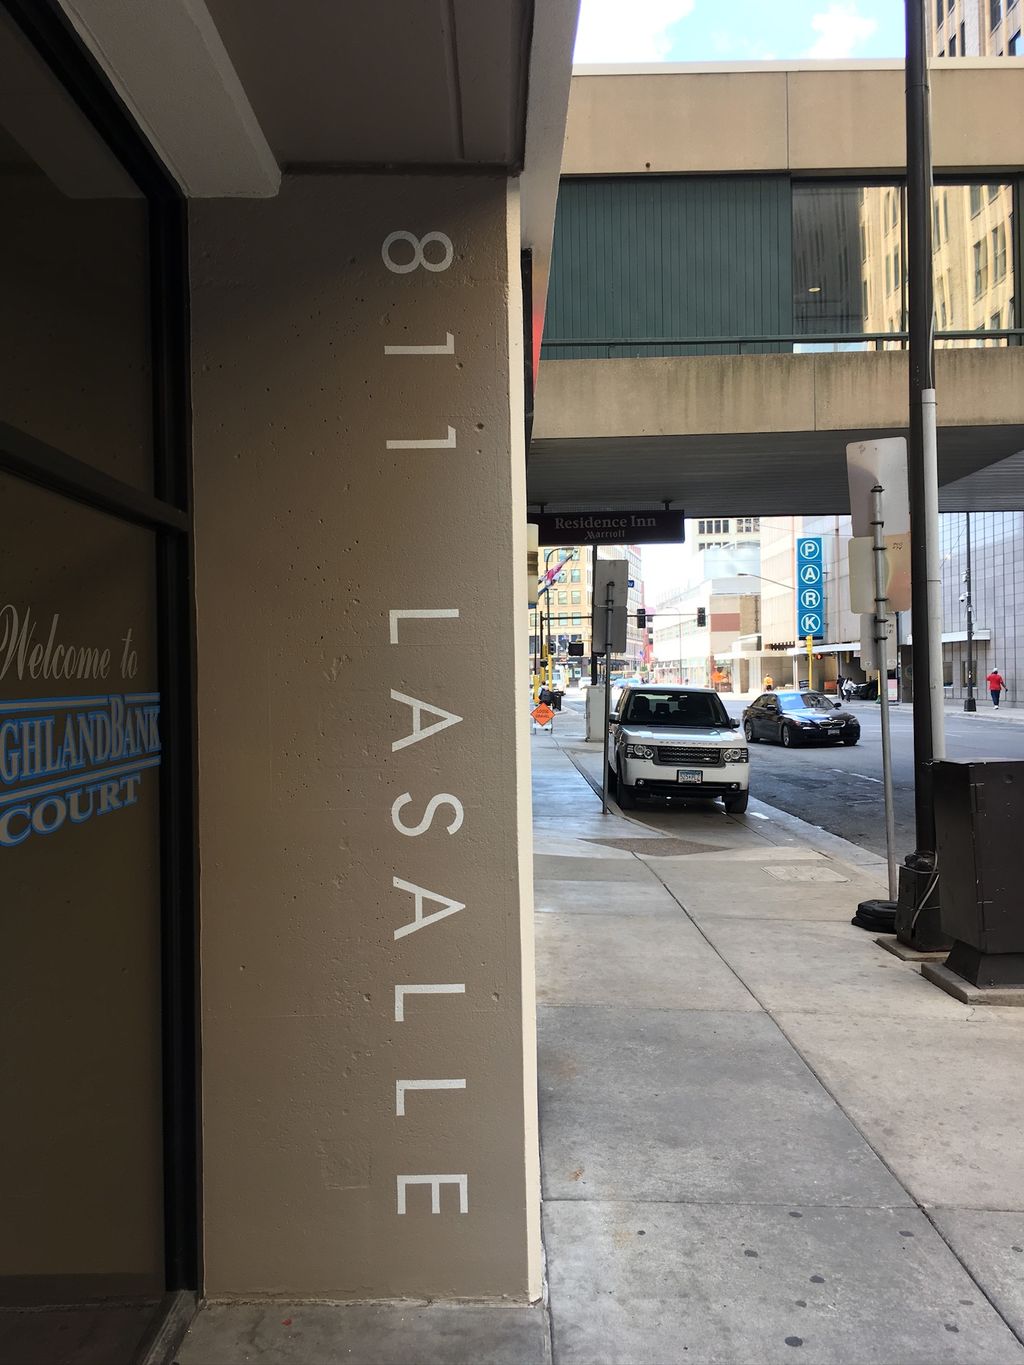 811 LASALLE
Welcome to
GHLANDBANK
COURT
Residence Inn
Marriott
PARK